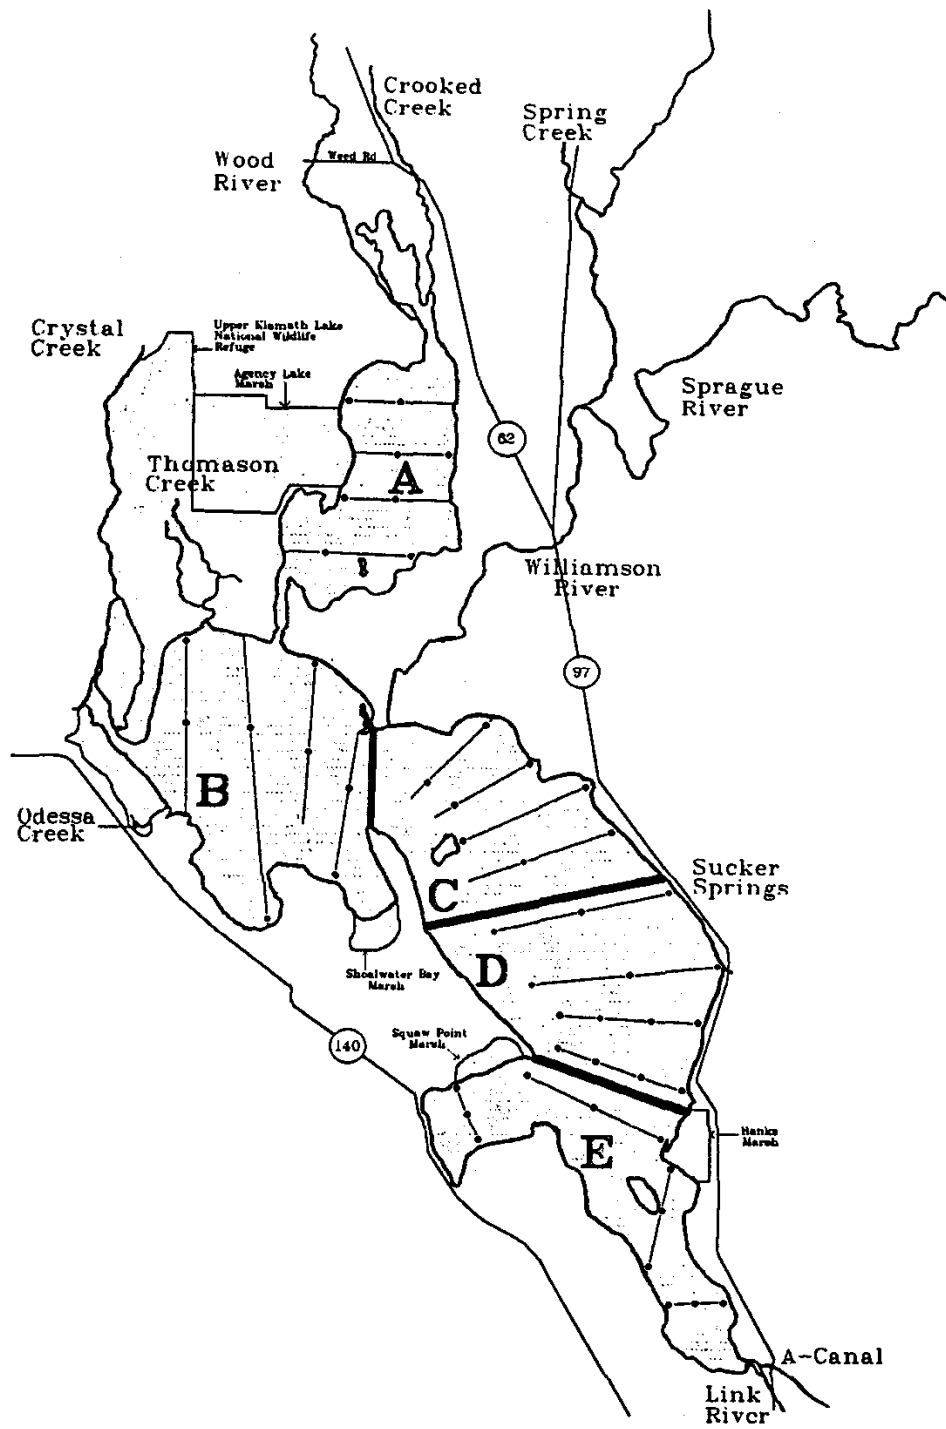 Crooked
Creek
Spring
Creek
Wood
River
Wood Rd
Crystal
Creek
Upper Klamath Lake
National Wildlife
Refuge
Agency Lake
Marsh
Sprague
River
62
Thomason
Creek
A
Williamson
River
97
B
Odessa
Creek
C
Sucker
Springs
D
Shoalwater Bay
Marsh
Squaw Point
Marsh
140
Hanks
Marsh
E
A-Canal
Link
River